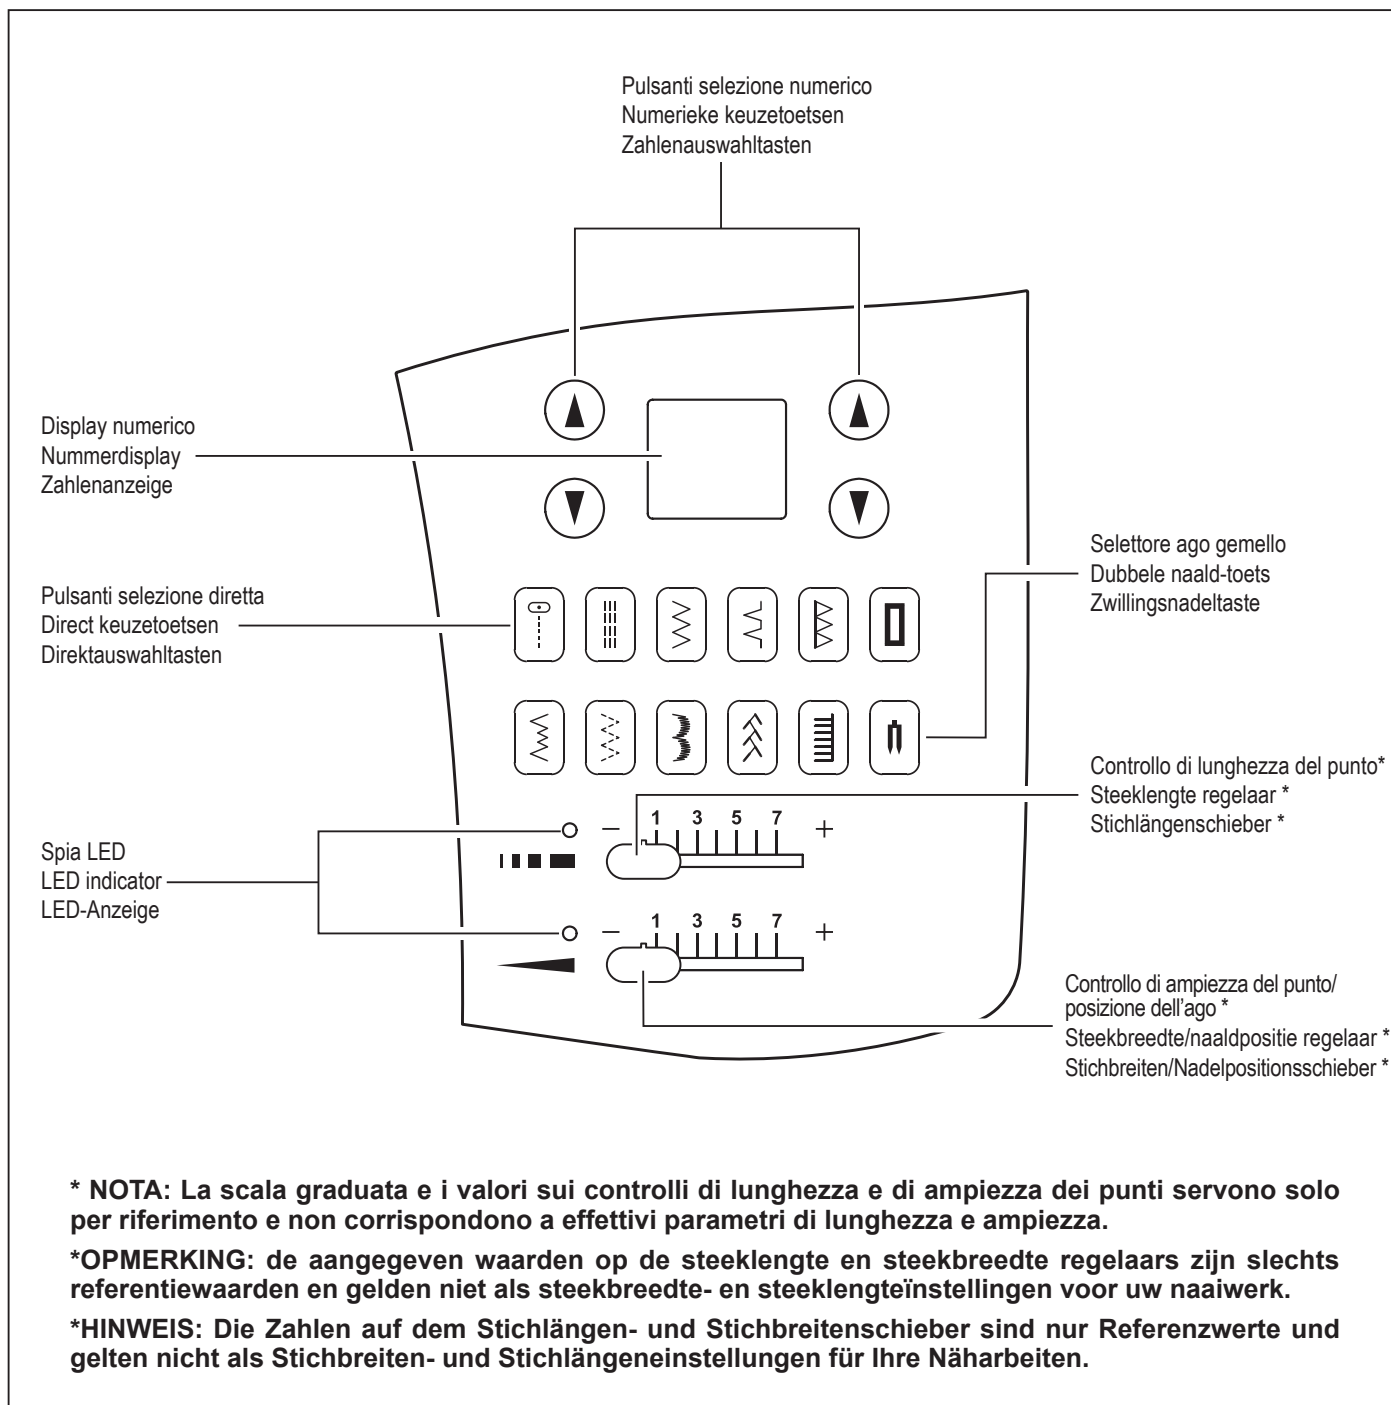 Pulsanti selezione numerico
Numerieke keuzetoetsen
Zahlenauswahltasten
Display numerico
Nummerdisplay
Zahlenanzeige
Selettore ago gemello
Dubbele naald-toets
Zwillingsnadeltaste
Pulsanti selezione diretta
Direct keuzetoetsen
Direktauswahltasten
Controllo di lunghezza del punto*
Steeklengte regelaar *
Stichlängenschieber *
− 1 3 5 7 +
Spia LED
LED indicator
LED-Anzeige
− 1 3 5 7 +
Controllo di ampiezza del punto/
posizione dell'ago *
Steekbreedte/naaldpositie regelaar *
Stichbreiten/Nadelpositionsschieber *
* NOTA: La scala graduata e i valori sui controlli di lunghezza e di ampiezza dei punti servono solo
per riferimento e non corrispondono a effettivi parametri di lunghezza e ampiezza.
*OPMERKING: de aangegeven waarden op de steeklengte en steekbreedte regelaars zijn slechts
referentiewaarden en gelden niet als steekbreedte- en steeklengteïnstellingen voor uw naaiwerk.
*HINWEIS: Die Zahlen auf dem Stichlängen- und Stichbreitenschieber sind nur Referenzwerte und
gelten nicht als Stichbreiten- und Stichlängeneinstellungen für Ihre Näharbeiten.